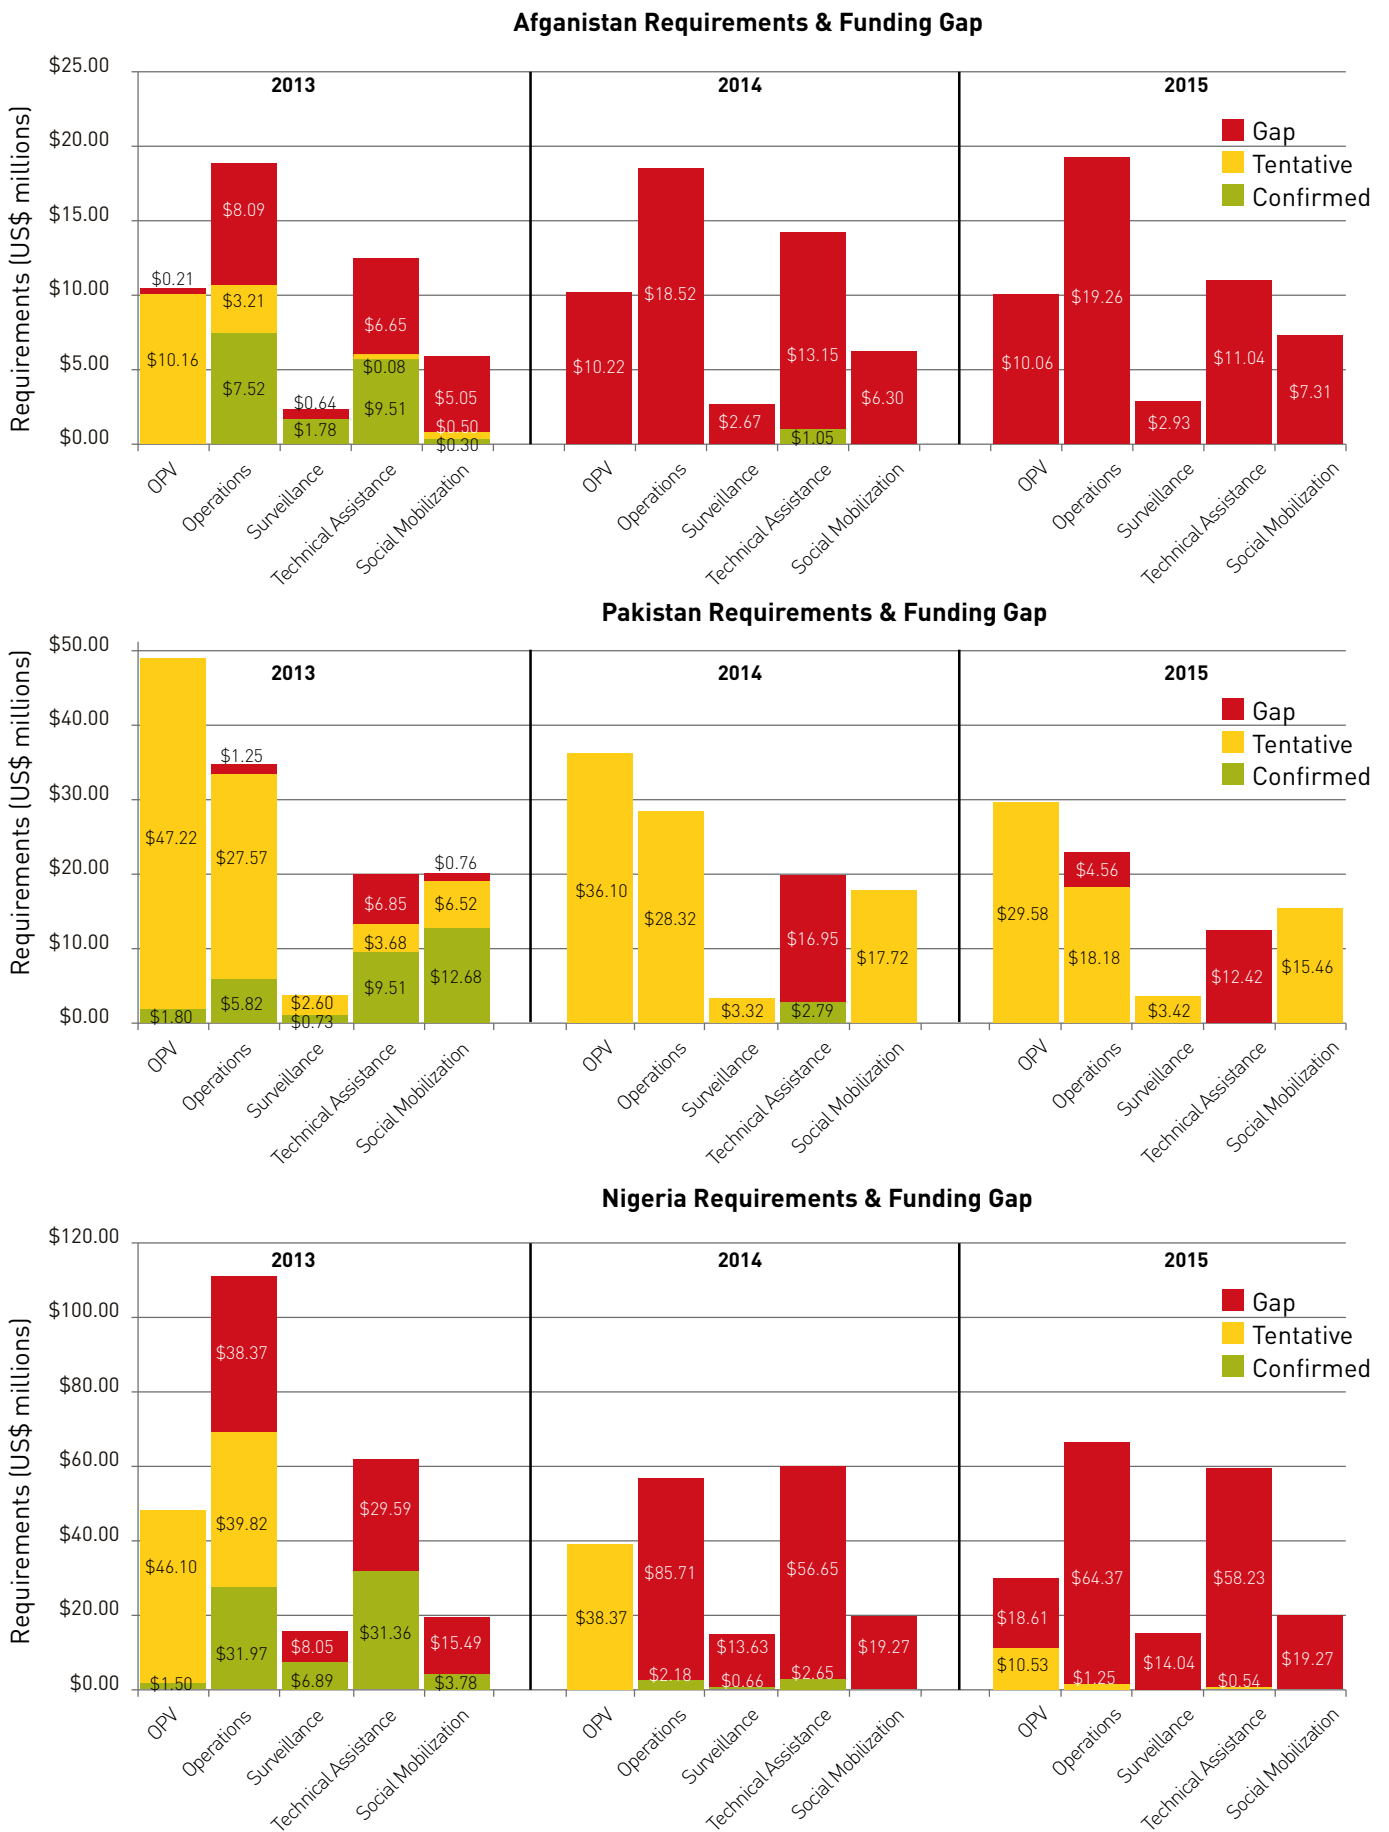 Afganistan Requirements & Funding Gap
Requirements (US$ millions)
$25.00
$20.00
$15.00
$10.00
$5.00
$0.00
2013
2014
2015
Gap
Tentative
Confirmed
$0.21
$10.16
$8.09
$3.21
$7.52
$0.64
$1.78
$6.65
$0.08
$9.51
$5.05
$0.50
$0.30
$10.22
$18.52
$2.67
$13.15
$1.05
$6.30
$10.06
$19.26
$2.93
$11.04
$7.31
OPV
Operations
Surveillance
Technical Assistance
Social Mobilization
OPV
Operations
Surveillance
Technical Assistance
Social Mobilization
OPV
Operations
Surveillance
Technical Assistance
Social Mobilization
Pakistan Requirements & Funding Gap
Requirements (US$ millions)
$50.00
$40.00
$30.00
$20.00
$10.00
$0.00
2013
2014
2015
Gap
Tentative
Confirmed
$47.22
$1.80
$1.25
$27.57
$5.82
$2.60
$0.73
$6.85
$3.68
$9.51
$0.76
$6.52
$12.68
$36.10
$28.32
$3.32
$16.95
$2.79
$17.72
$29.58
$4.56
$18.18
$3.42
$12.42
$15.46
OPV
Operations
Surveillance
Technical Assistance
Social Mobilization
OPV
Operations
Surveillance
Technical Assistance
Social Mobilization
OPV
Operations
Surveillance
Technical Assistance
Social Mobilization
Nigeria Requirements & Funding Gap
Requirements (US$ millions)
$120.00
$100.00
$80.00
$60.00
$40.00
$20.00
$0.00
2013
2014
2015
Gap
Tentative
Confirmed
$46.10
$1.50
$38.37
$39.82
$31.97
$8.05
$6.89
$29.59
$31.36
$15.49
$3.78
$38.37
$85.71
$2.18
$13.63
$0.66
$56.65
$2.65
$19.27
$18.61
$10.53
$64.37
$1.25
$14.04
$58.23
$0.54
$19.27
OPV
Operations
Surveillance
Technical Assistance
Social Mobilization
OPV
Operations
Surveillance
Technical Assistance
Social Mobilization
OPV
Operations
Surveillance
Technical Assistance
Social Mobilization